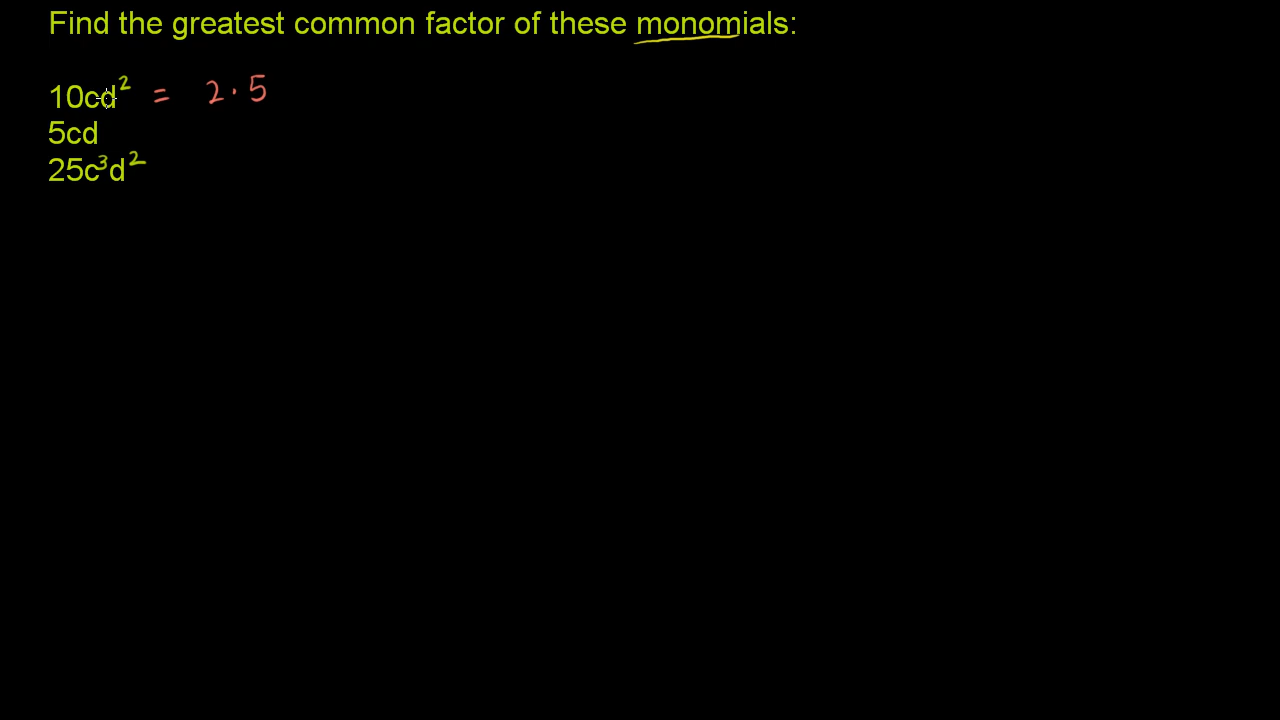 Find the greatest common factor of these monomials:
10cd² = 2 · 5
5cd
25c³d²